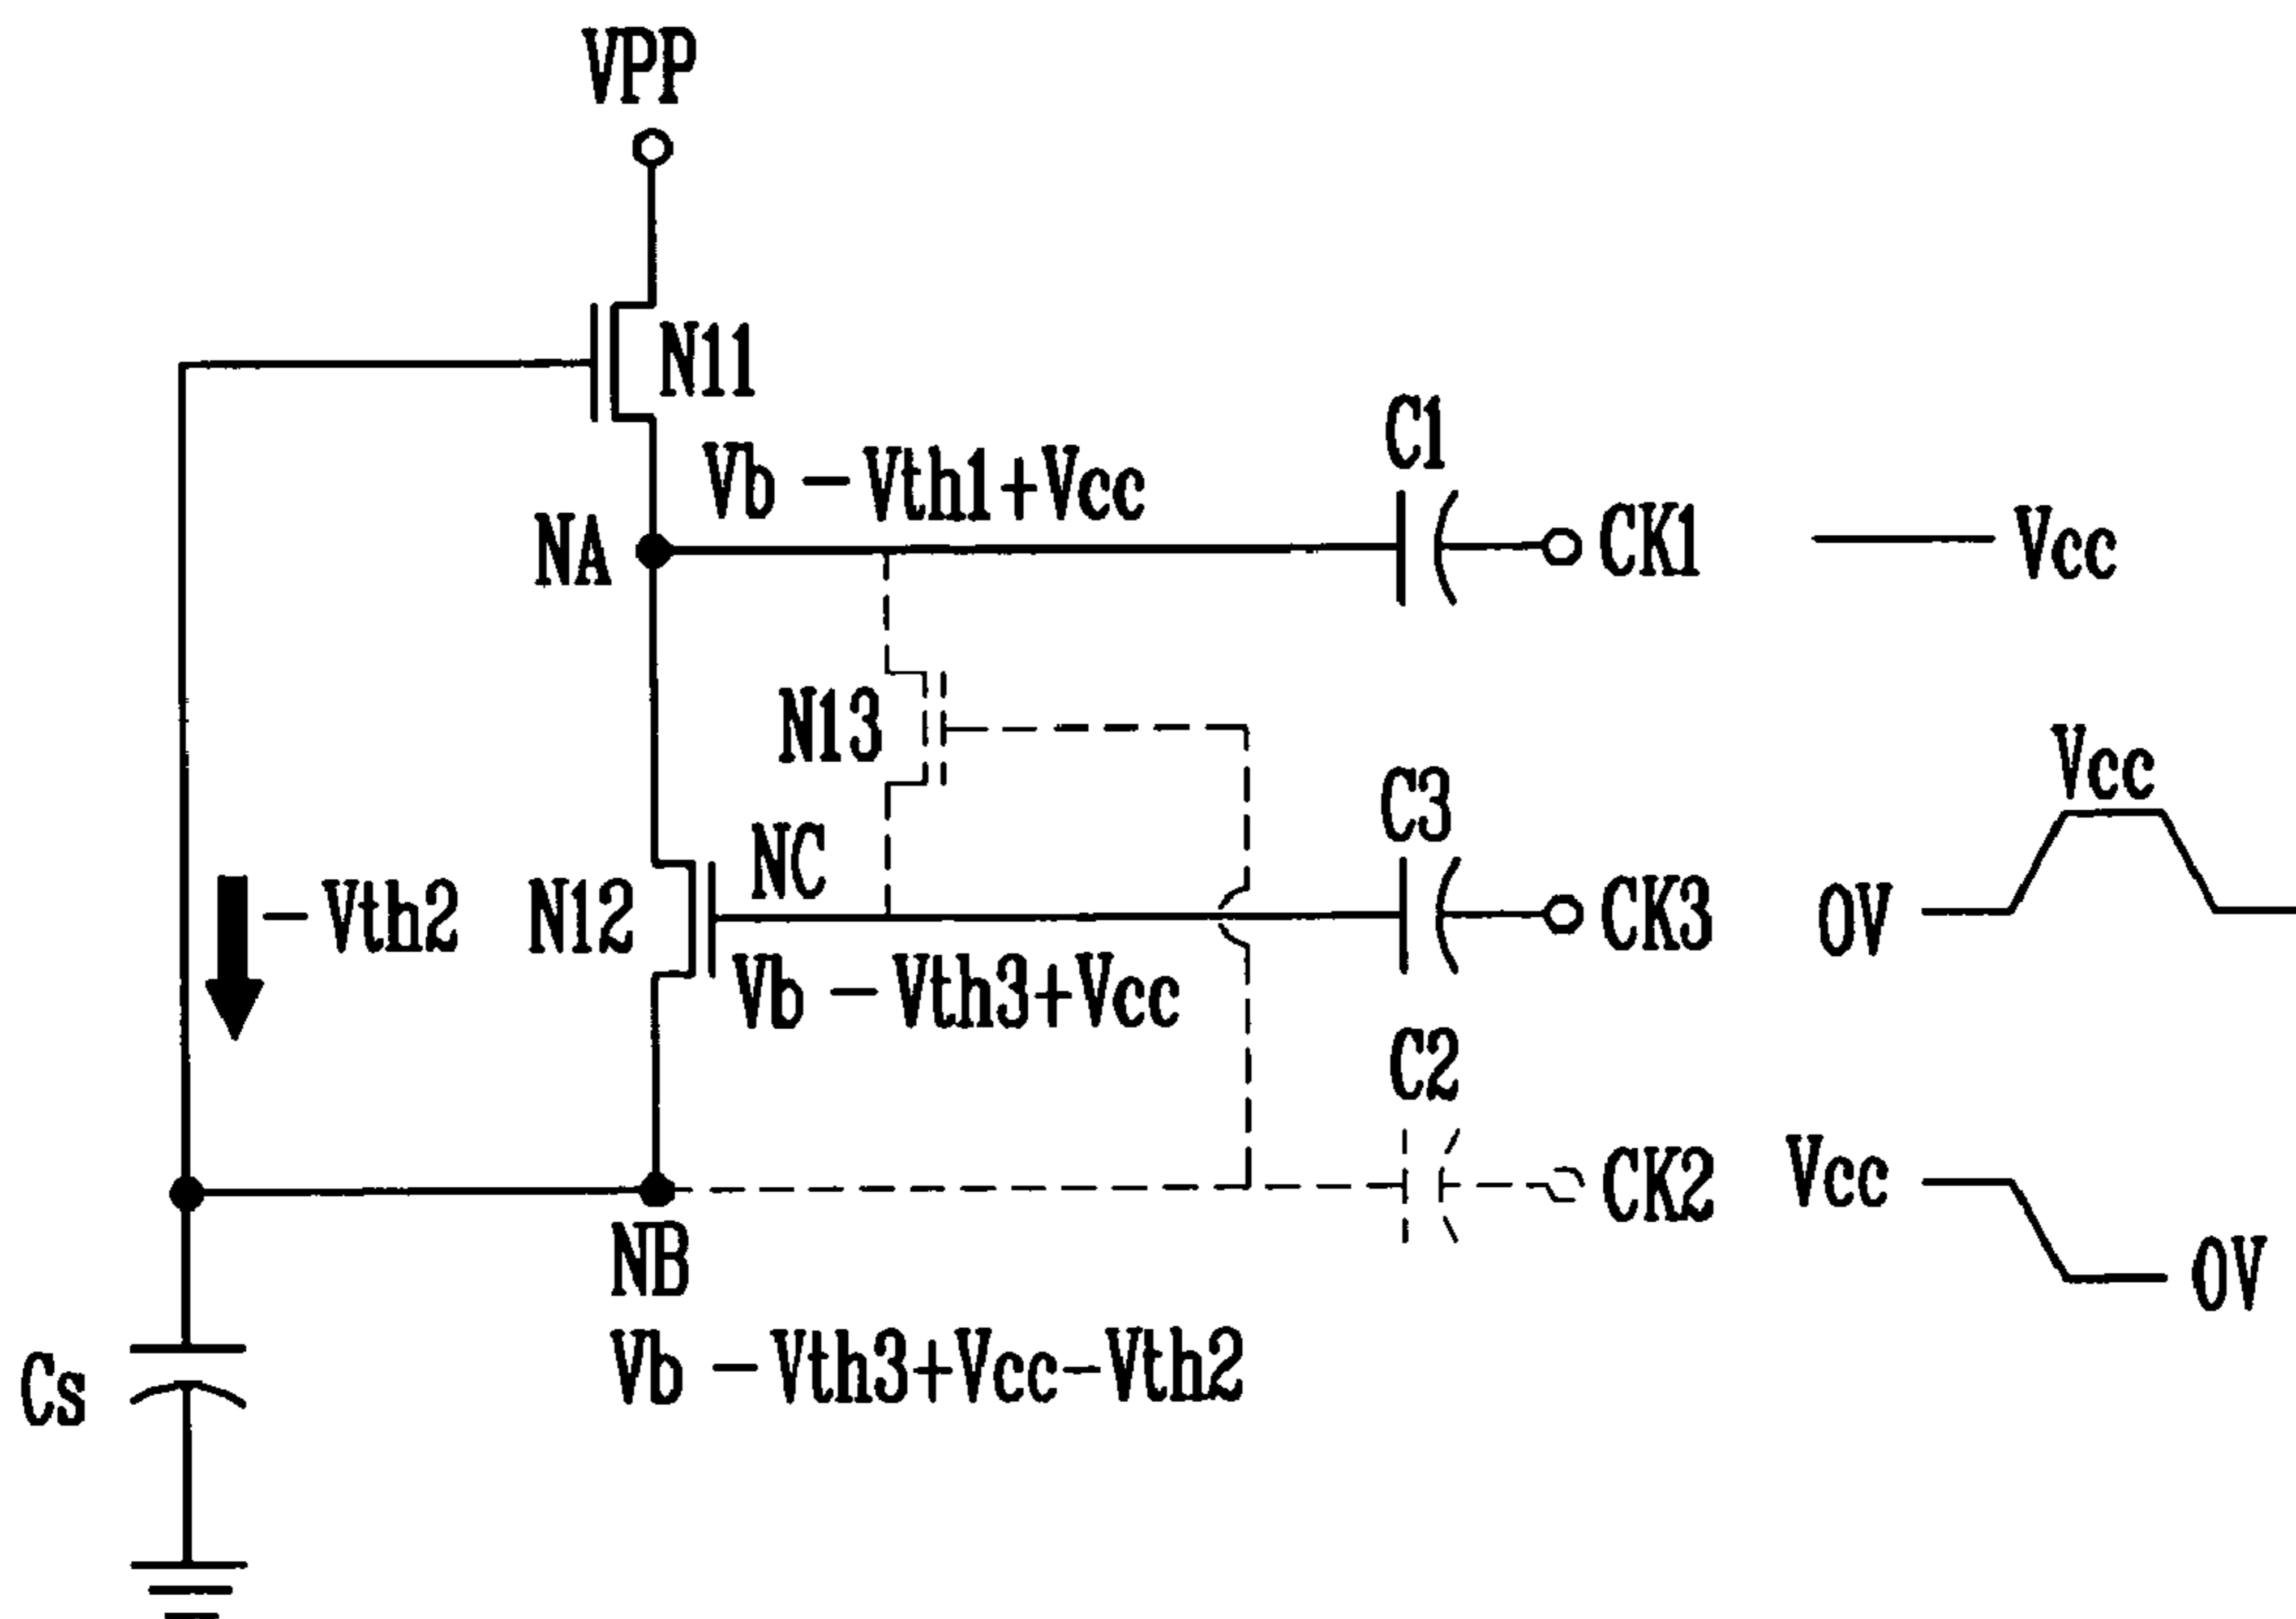 VPP
N11
C1
Vb - Vth1+Vcc
NA
CK1
Vcc
N13
Vcc
C3
NC
- Vth2
N12
CK3
0V
Vb - Vth3+Vcc
C2
CK2
Vcc
NB
0V
Vb - Vth3+Vcc-Vth2
Cs